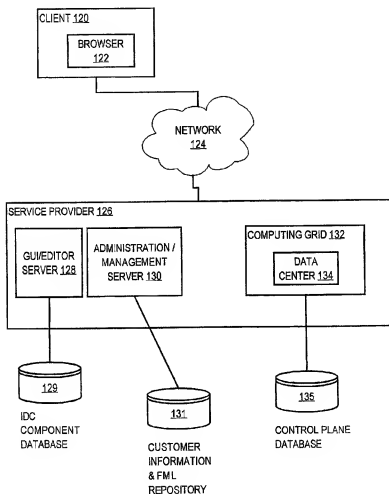 CLIENT 120
BROWSER
122
NETWORK
124
SERVICE PROVIDER 126
GUI/EDITOR
SERVER 128
ADMINISTRATION /
MANAGEMENT
SERVER 130
COMPUTING GRID 132
DATA
CENTER 134
129
IDC
COMPONENT
DATABASE
131
CUSTOMER
INFORMATION
& FML
REPOSITORY
135
CONTROL PLANE
DATABASE